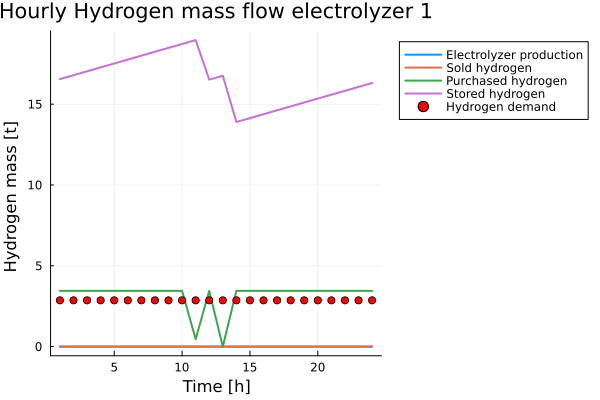 Hourly Hydrogen mass flow electrolyzer 1
Electrolyzer production
Sold hydrogen
Purchased hydrogen
Stored hydrogen
Hydrogen demand
Hydrogen mass [t]
15
10
5
0
5 10 15 20
Time [h]